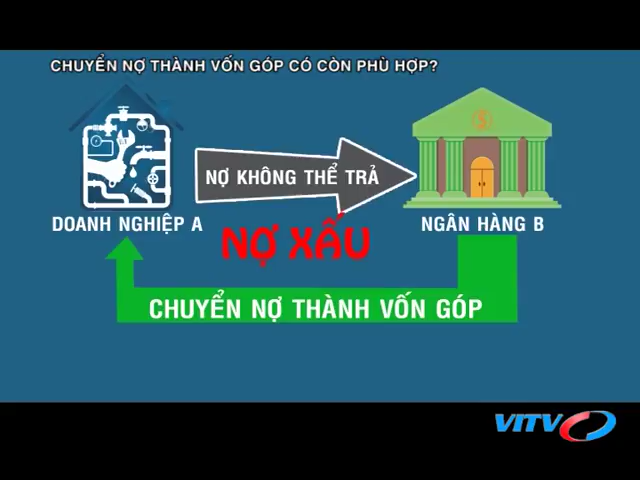 CHUYỂN NỢ THÀNH VỐN GÓP CÓ CÒN PHÙ HỢP?
NỢ KHÔNG THỂ TRẢ
DOANH NGHIỆP A
NGÂN HÀNG B
NỢ XẤU
CHUYỂN NỢ THÀNH VỐN GÓP
VITV